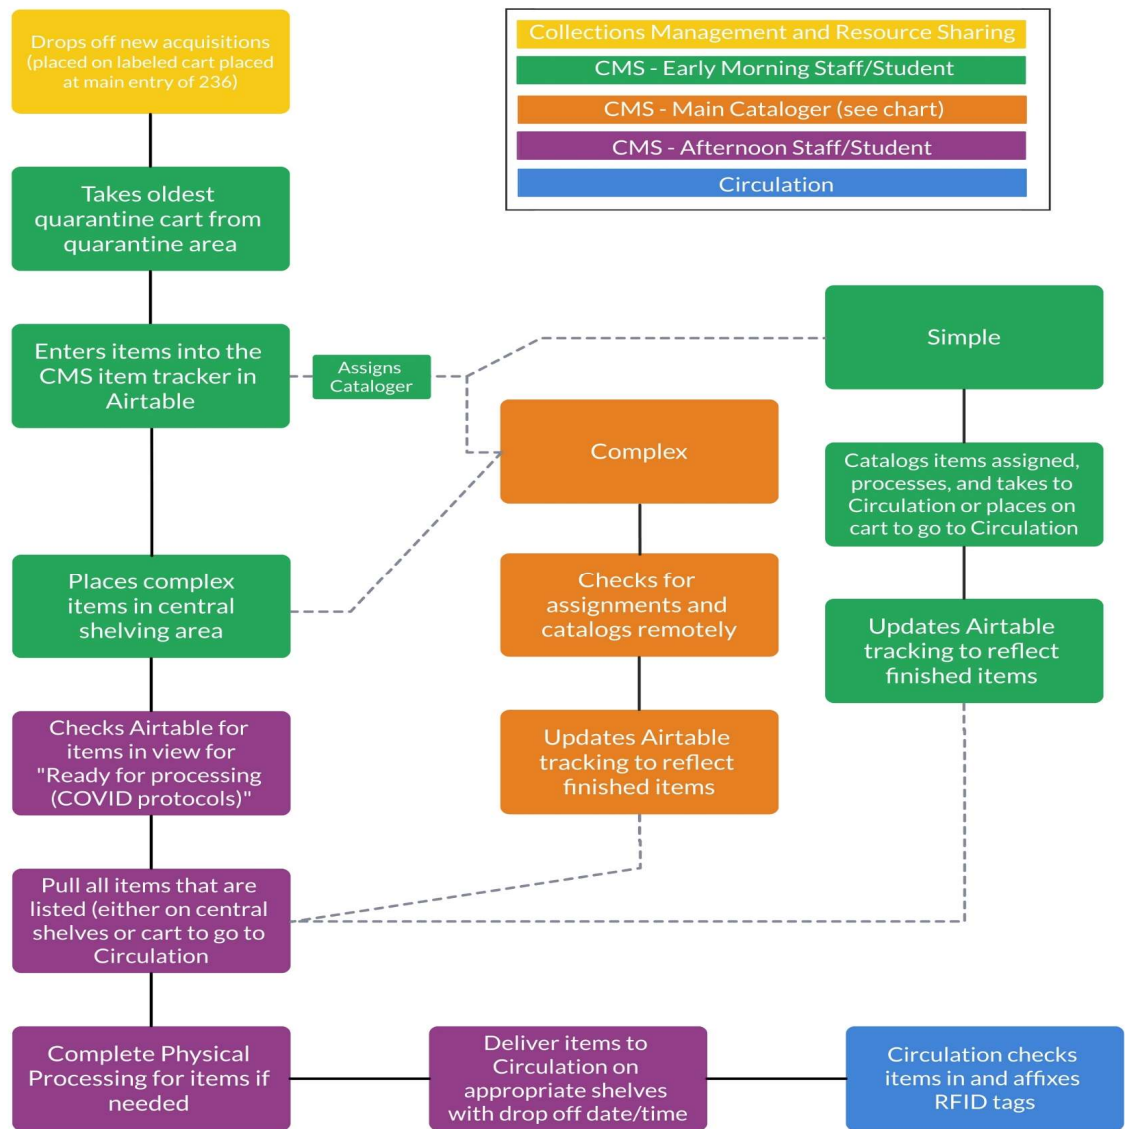 Drops off new acquisitions
(placed on labeled cart placed
at main entry of 236)
Collections Management and Resource Sharing
CMS - Early Morning Staff/Student
CMS - Main Cataloger (see chart)
CMS - Afternoon Staff/Student
Circulation
Takes oldest
quarantine cart from
quarantine area
Enters items into the
CMS item tracker in
Airtable
Assigns
Cataloger
Simple
Complex
Catalogs items assigned,
processes, and takes to
Circulation or places on
cart to go to Circulation
Places complex
items in central
shelving area
Checks for
assignments and
catalogs remotely
Updates Airtable
tracking to reflect
finished items
Checks Airtable for
items in view for
"Ready for processing
(COVID protocols)"
Updates Airtable
tracking to reflect
finished items
Pull all items that are
listed (either on central
shelves or cart to go to
Circulation
Complete Physical
Processing for items if
needed
Deliver items to
Circulation on
appropriate shelves
with drop off date/time
Circulation checks
items in and affixes
RFID tags